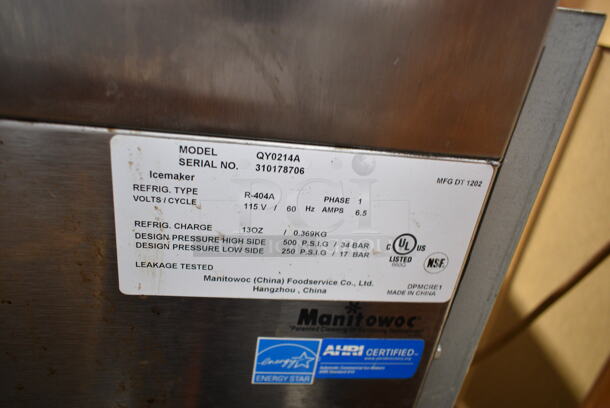 MODEL QY0214A
SERIAL NO. 310178706
Icemaker MFG DT 1202
REFRIG. TYPE R-404A PHASE 1
VOLTS / CYCLE 115 V / 60 Hz AMPS 6.5
REFRIG. CHARGE 13OZ / 0.369KG
DESIGN PRESSURE HIGH SIDE 500 P.S.I.G / 34 BAR
DESIGN PRESSURE LOW SIDE 250 P.S.I.G / 17 BAR
C UL US
LISTED
NSF
LEAKAGE TESTED
Manitowoc (China) Foodservice Co., Ltd.
Hangzhou , China
DPMCRE1
MADE IN CHINA
Manitowoc
energy
ENERGY STAR
AHRI CERTIFIED